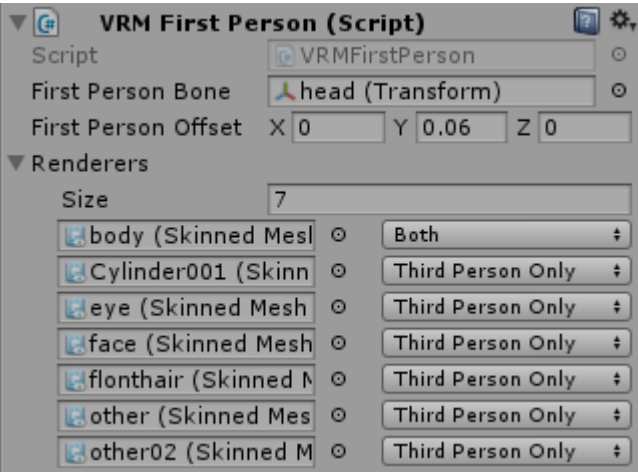 VRM First Person (Script)
Script VRMFirstPerson
First Person Bone head (Transform)
First Person Offset X 0 Y 0.06 Z 0
Renderers
Size 7
body (Skinned Mesl Both
Cylinder001 (Skinn Third Person Only
eye (Skinned Mesh Third Person Only
face (Skinned Mesh Third Person Only
flonthair (Skinned M Third Person Only
other (Skinned Mes Third Person Only
other02 (Skinned M Third Person Only